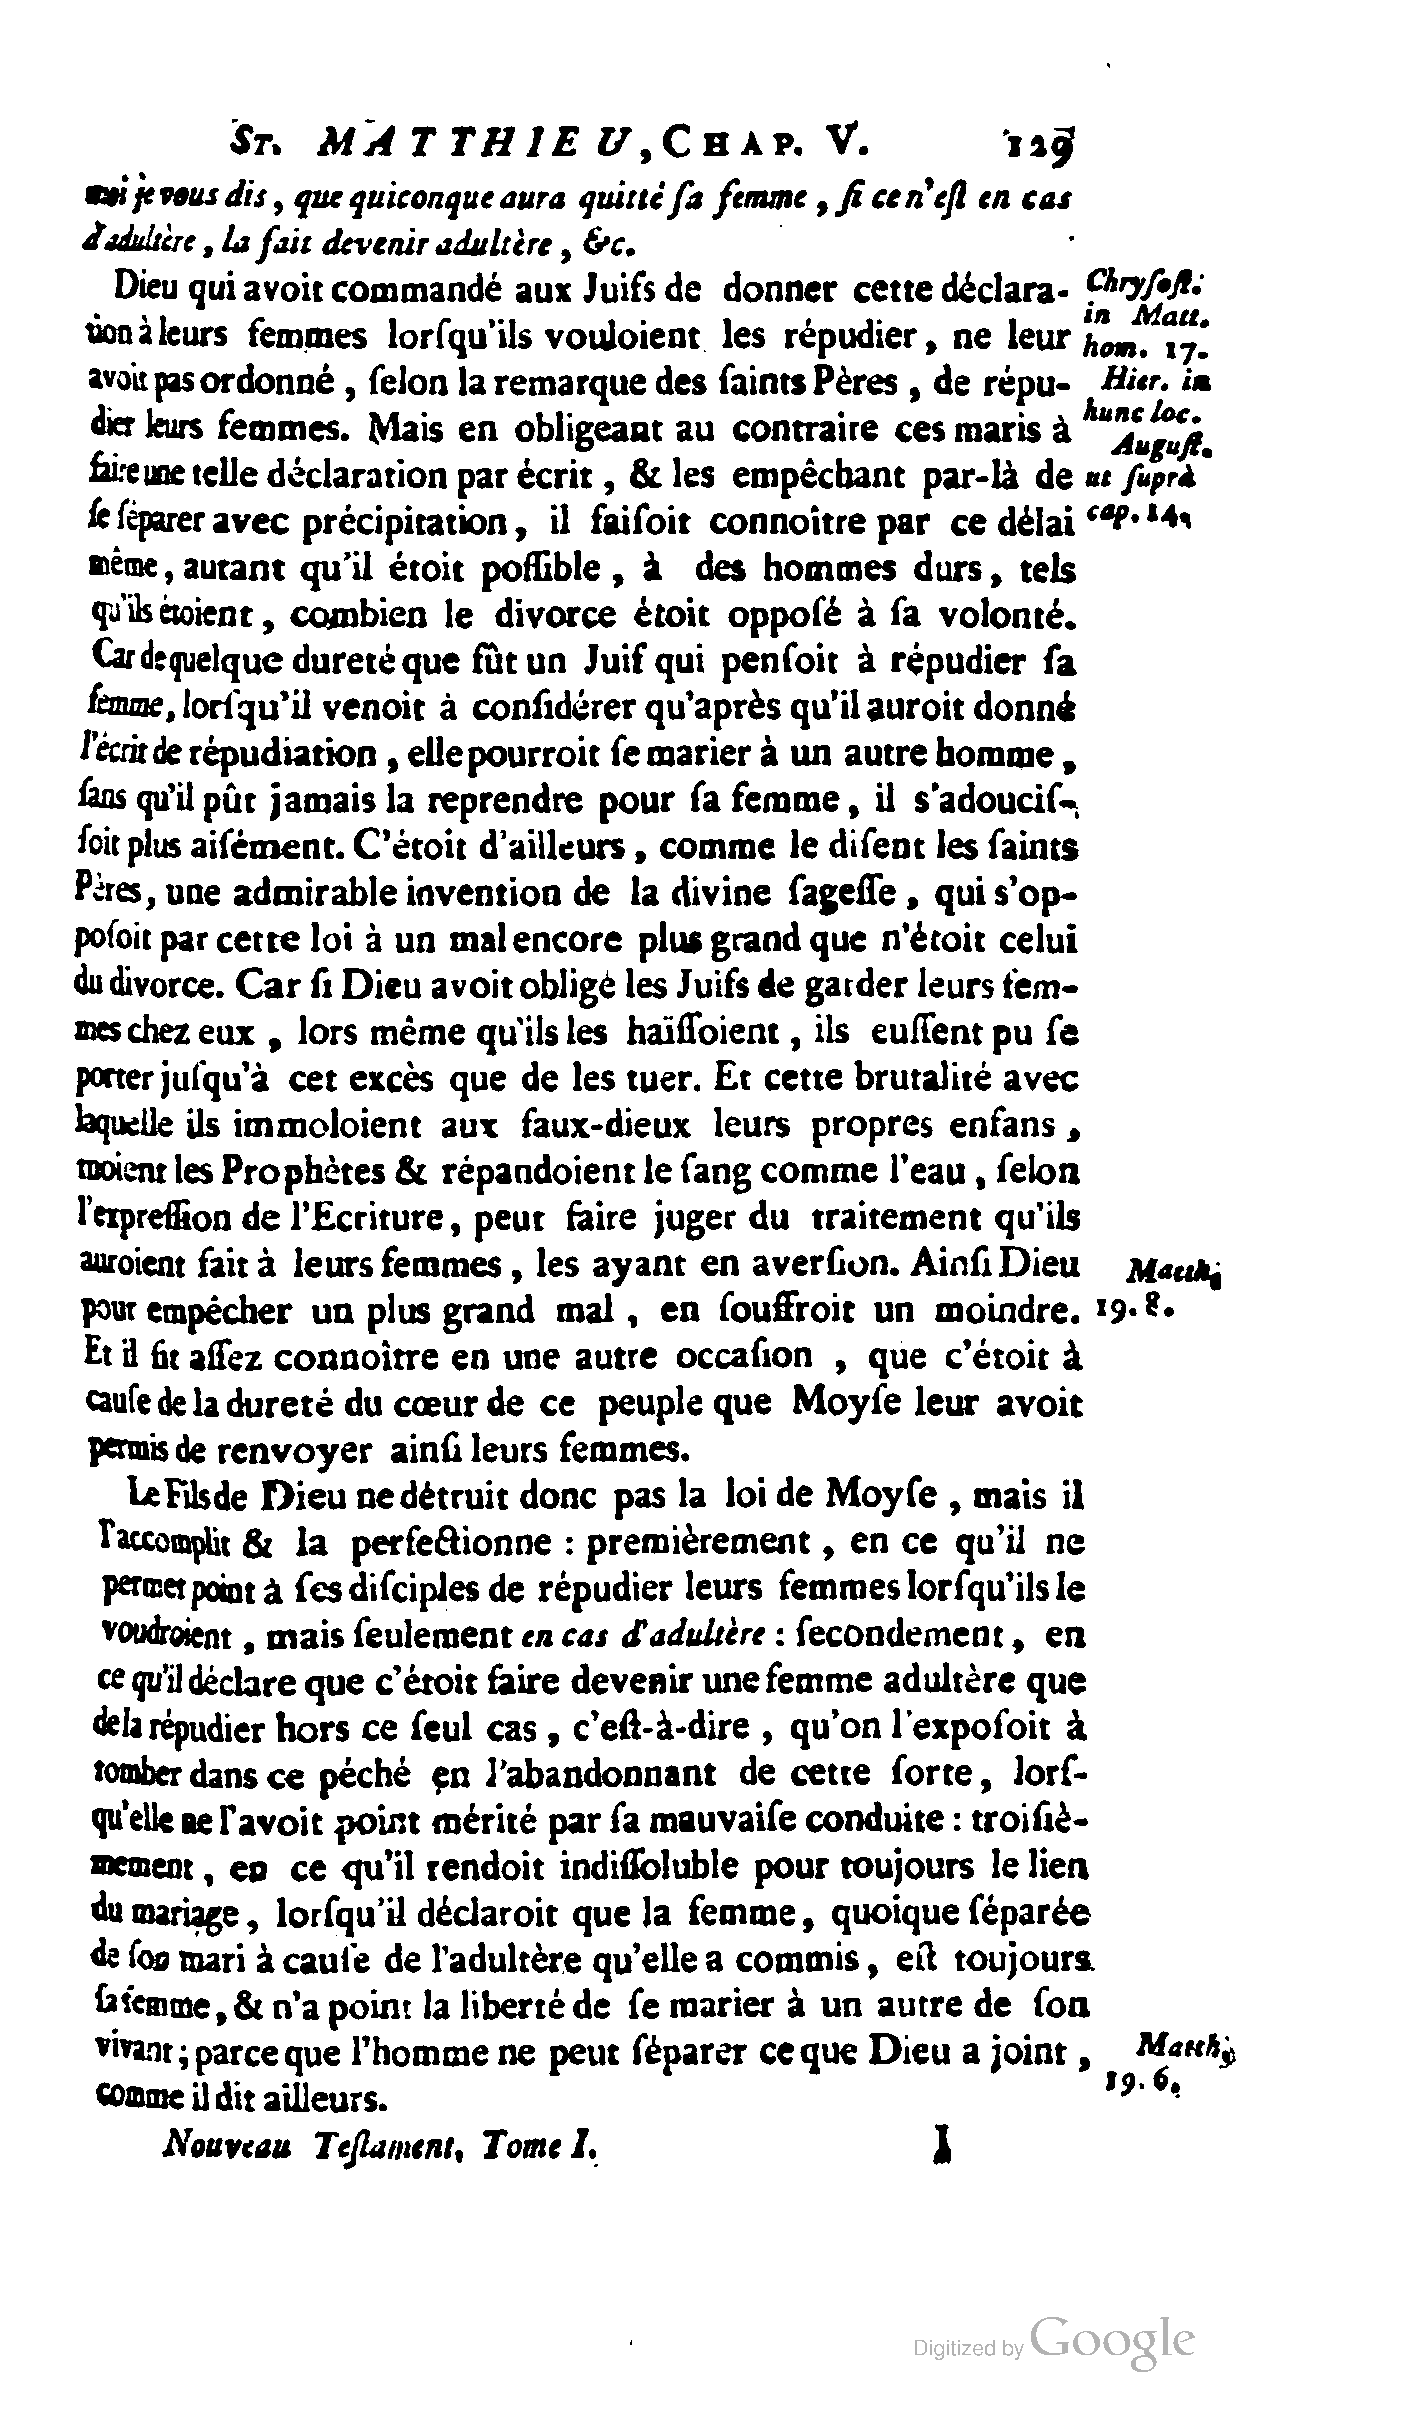 ST. MATTHIEU, CHAP. V. 129
moi je vous dis, que quiconque aura quitté ſa femme, ſi ce n'eſt en cas
d'adultère, la fait devenir adultère, &c.
Dieu qui avoit commandé aux Juifs de donner cette déclara-
tion à leurs femmes lorſqu'ils vouloient les répudier, ne leur
avoit pas ordonné, ſelon la remarque des ſaints Pères, de répu-
dier leurs femmes. Mais en obligeant au contraire ces maris à
faire une telle déclaration par écrit, & les empêchant par-là de
ſe ſéparer avec précipitation, il faiſoit connoître par ce délai
même, autant qu'il étoit poſſible, à des hommes durs, tels
qu'ils étoient, combien le divorce étoit oppoſé à ſa volonté.
Car de quelque dureté que fût un Juif qui penſoit à répudier ſa
femme, lorſqu'il venoit à conſidérer qu'après qu'il auroit donné
l'écrit de répudiation, elle pourroit ſe marier à un autre homme,
ſans qu'il pût jamais la reprendre pour ſa femme, il s'adouciſ-
ſoit plus aiſément. C'étoit d'ailleurs, comme le diſent les ſaints
Pères, une admirable invention de la divine ſageſſe, qui s'op-
poſoit par cette loi à un mal encore plus grand que n'étoit celui
du divorce. Car ſi Dieu avoit obligé les Juifs de garder leurs fem-
mes chez eux, lors même qu'ils les haïſſoient, ils euſſent pu ſe
porter juſqu'à cet excès que de les tuer. Et cette brutalité avec
laquelle ils immoloient aux faux-dieux leurs propres enfans,
tuoient les Prophètes & répandoient le ſang comme l'eau, ſelon
l'expreſſion de l'Ecriture, peut faire juger du traitement qu'ils
auroient fait à leurs femmes, les ayant en averſion. Ainſi Dieu
pour empêcher un plus grand mal, en ſouffroit un moindre.
Et il fit aſſez connoître en une autre occaſion, que c'étoit à
cauſe de la dureté du cœur de ce peuple que Moyſe leur avoit
permis de renvoyer ainſi leurs femmes.
Le Fils de Dieu ne détruit donc pas la loi de Moyſe, mais il
l'accomplit & la perfectionne : premièrement, en ce qu'il ne
permet point à ſes diſciples de répudier leurs femmes lorſqu'ils le
voudroient, mais ſeulement en cas d'adultère : ſecondement, en
ce qu'il déclare que c'étoit faire devenir une femme adultère que
de la répudier hors ce ſeul cas, c'eſt-à-dire, qu'on l'expoſoit à
tomber dans ce péché en l'abandonnant de cette ſorte, lorſ-
qu'elle ne l'avoit point mérité par ſa mauvaiſe conduite : troiſiè-
mement, en ce qu'il rendoit indiſſoluble pour toujours le lien
du mariage, lorſqu'il déclaroit que la femme, quoique ſéparée
de ſon mari à cauſe de l'adultère qu'elle a commis, eſt toujours
ſa femme, & n'a point la liberté de ſe marier à un autre de ſon
vivant; parce que l'homme ne peut ſéparer ce que Dieu a joint,
comme il dit ailleurs.
Chryſoſt.
in Matt.
hom. 17.
Hier. in
hunc loc.
Auguſt.
ut ſuprà
cap. 14.
Matth.
19. 8.
Matth.
19. 6.
Nouveau Teſtament, Tome I. I
Digitized by Google